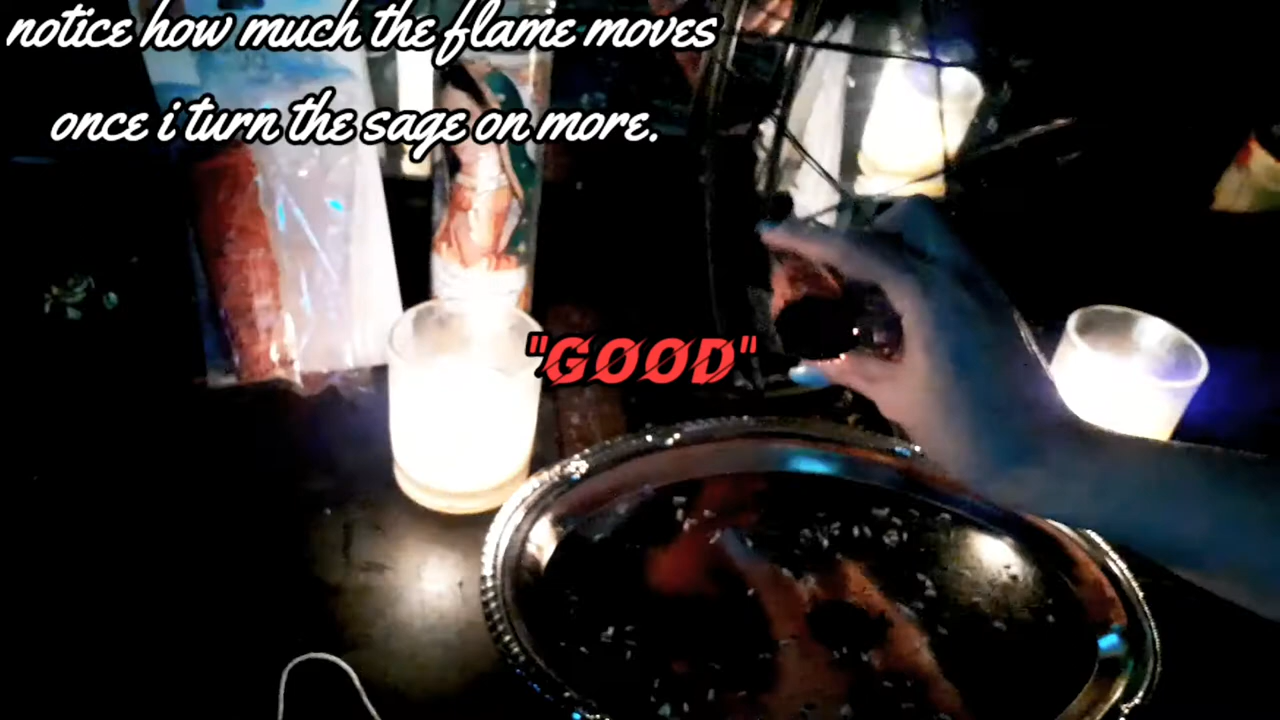 notice how much the flame moves
once i turn the sage on more.
"GOOD"